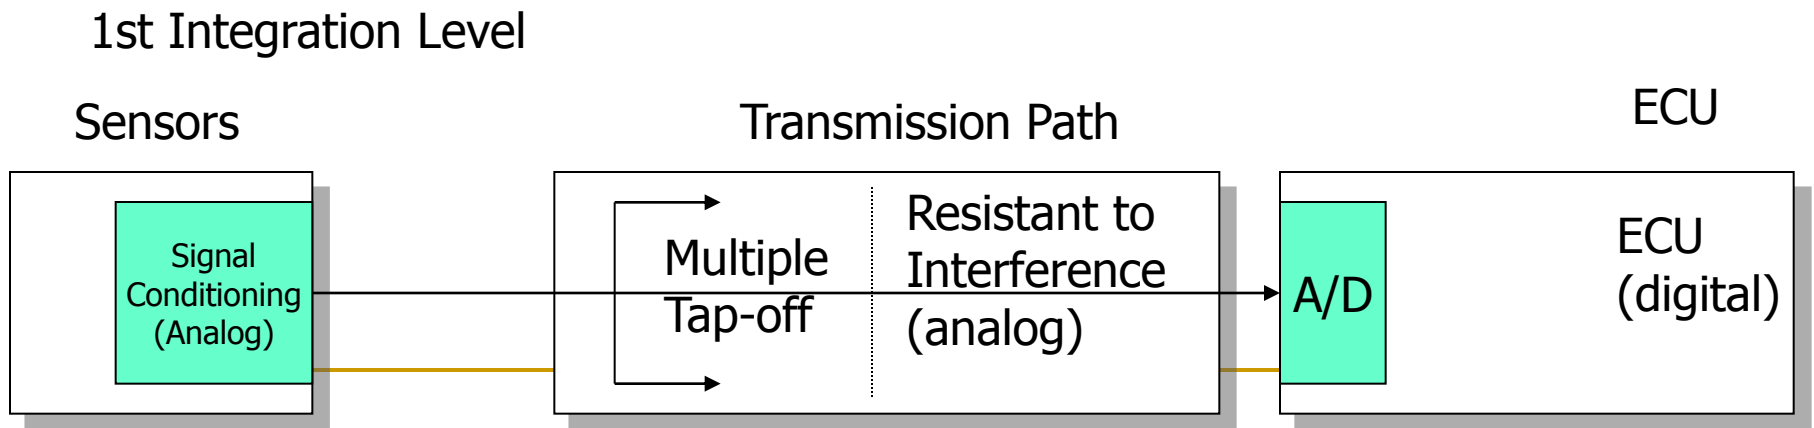 1st Integration Level
Sensors
Transmission Path
ECU
Signal
Conditioning
(Analog)
Multiple
Tap-off
Resistant to
Interference
(analog)
A/D
ECU
(digital)